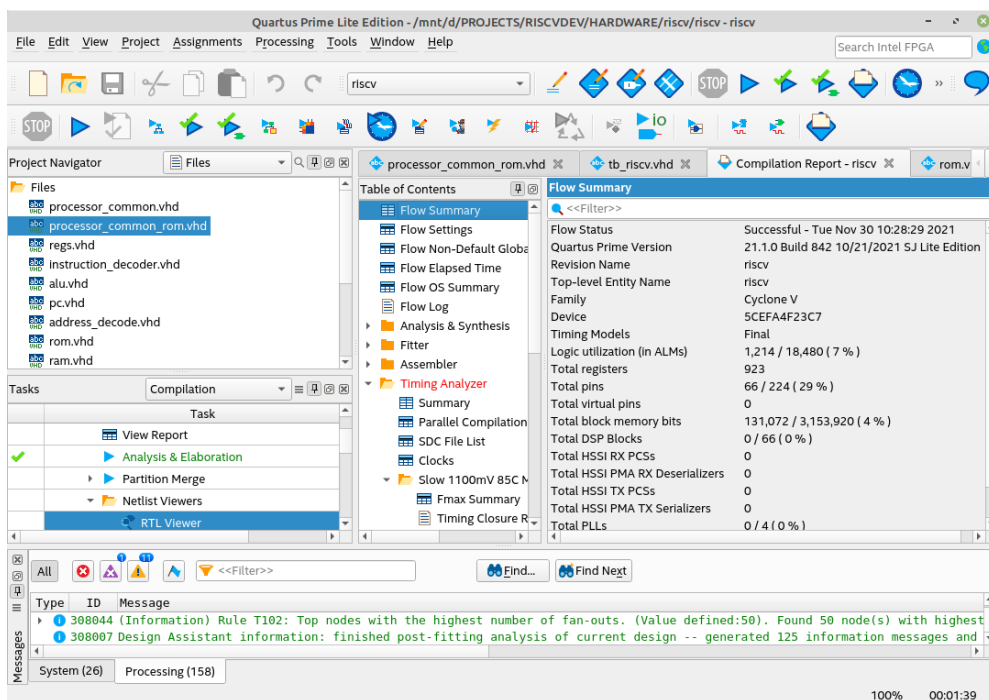 Quartus Prime Lite Edition - /mnt/d/PROJECTS/RISCVDEV/HARDWARE/riscv/riscv - riscv
File Edit View Project Assignments Processing Tools Window Help
Search Intel FPGA
riscv
STOP
»
STOP
io
Project Navigator
Files
processor_common_rom.vhd
tb_riscv.vhd
Compilation Report - riscv
rom.v
Files
processor_common.vhd
processor_common_rom.vhd
regs.vhd
instruction_decoder.vhd
alu.vhd
pc.vhd
address_decode.vhd
rom.vhd
ram.vhd
Tasks
Compilation
Task
View Report
Analysis & Elaboration
Partition Merge
Netlist Viewers
RTL Viewer
Table of Contents
Flow Summary
Flow Settings
Flow Non-Default Globa
Flow Elapsed Time
Flow OS Summary
Flow Log
Analysis & Synthesis
Fitter
Assembler
Timing Analyzer
Summary
Parallel Compilation
SDC File List
Clocks
Slow 1100mV 85C M
Fmax Summary
Timing Closure R
Flow Summary
<<Filter>>
Flow Status Successful - Tue Nov 30 10:28:29 2021
Quartus Prime Version 21.1.0 Build 842 10/21/2021 SJ Lite Edition
Revision Name riscv
Top-level Entity Name riscv
Family Cyclone V
Device 5CEFA4F23C7
Timing Models Final
Logic utilization (in ALMs) 1,214 / 18,480 ( 7 % )
Total registers 923
Total pins 66 / 224 ( 29 % )
Total virtual pins 0
Total block memory bits 131,072 / 3,153,920 ( 4 % )
Total DSP Blocks 0 / 66 ( 0 % )
Total HSSI RX PCSs 0
Total HSSI PMA RX Deserializers 0
Total HSSI TX PCSs 0
Total HSSI PMA TX Serializers 0
Total PLLs 0 / 4 ( 0 % )
Messages
All
1
11
<<Filter>>
Find...
Find Next
Type ID Message
308044 (Information) Rule T102: Top nodes with the highest number of fan-outs. (Value defined:50). Found 50 node(s) with highest
308007 Design Assistant information: finished post-fitting analysis of current design -- generated 125 information messages and
System (26)
Processing (158)
100% 00:01:39